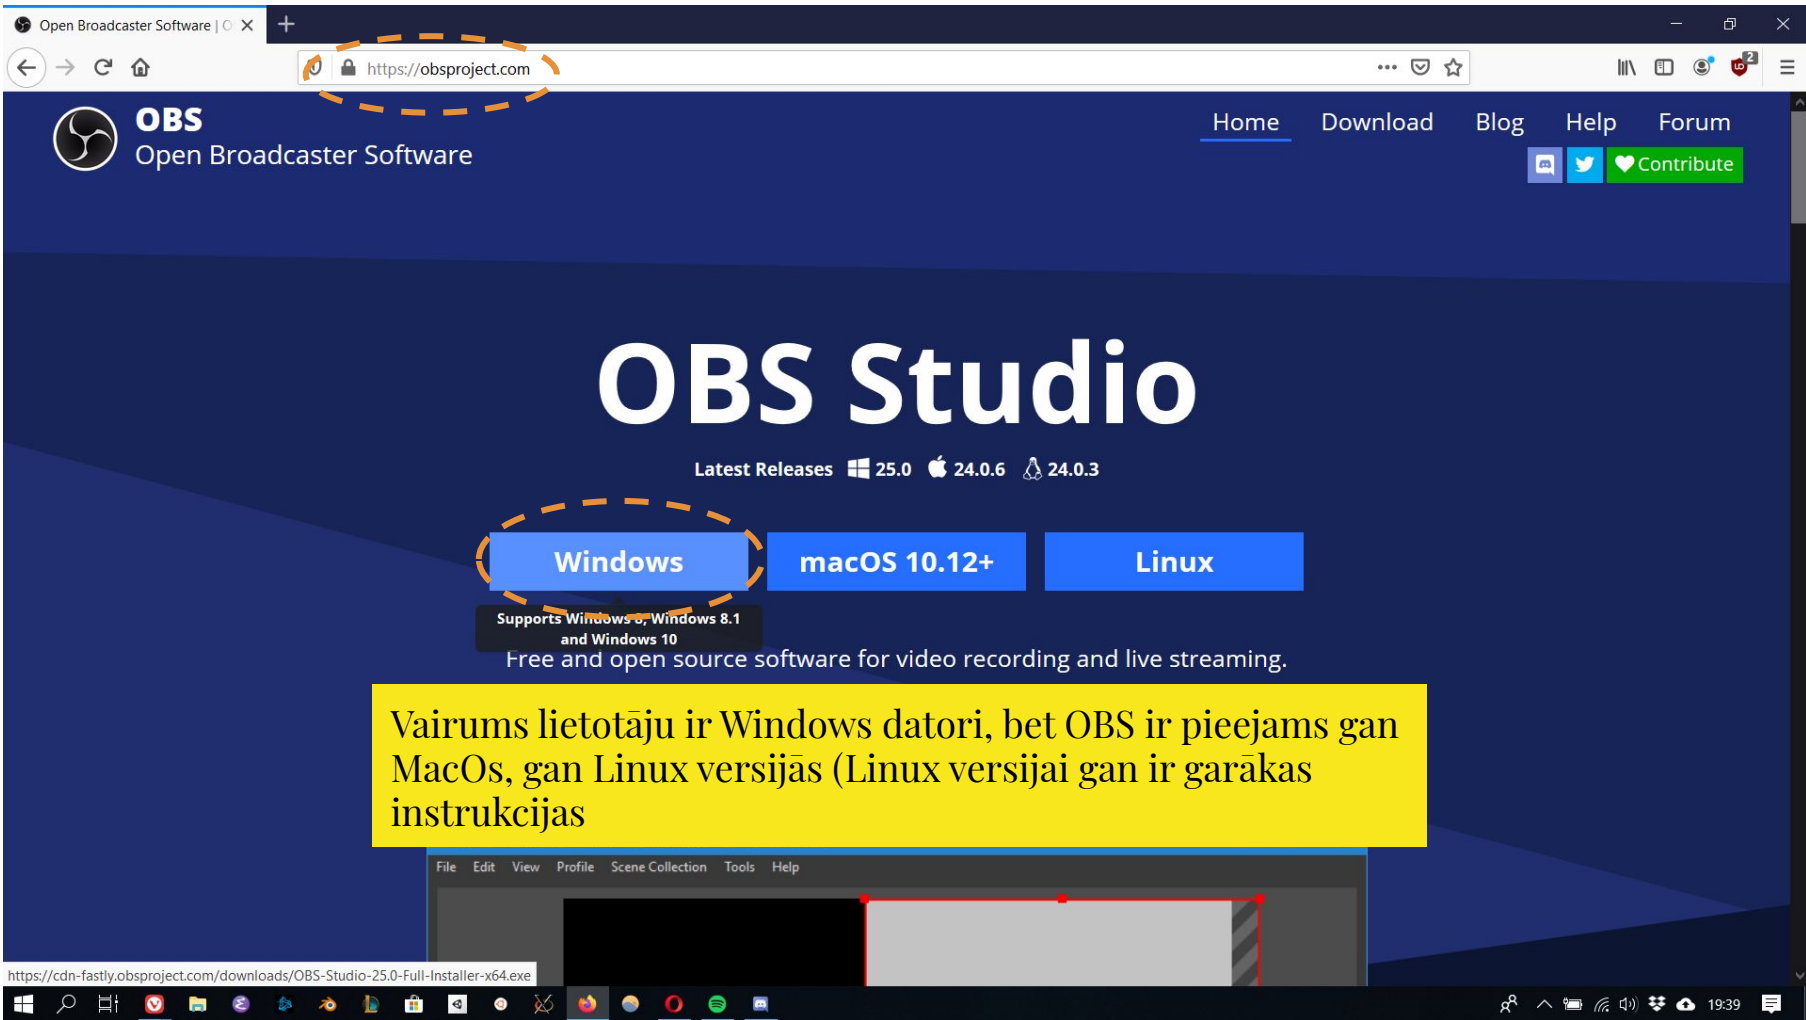 Open Broadcaster Software | O
https://obsproject.com
2
OBS
Open Broadcaster Software
Home Download Blog Help Forum
Contribute
OBS Studio
Latest Releases 25.0 24.0.6 24.0.3
Windows macOS 10.12+ Linux
Supports Windows 8, Windows 8.1
and Windows 10
Free and open source software for video recording and live streaming.
Vairums lietotāju ir Windows datori, bet OBS ir pieejams gan
MacOs, gan Linux versijās (Linux versijai gan ir garākas
instrukcijas
File Edit View Profile Scene Collection Tools Help
https://cdn-fastly.obsproject.com/downloads/OBS-Studio-25.0-Full-Installer-x64.exe
19:39